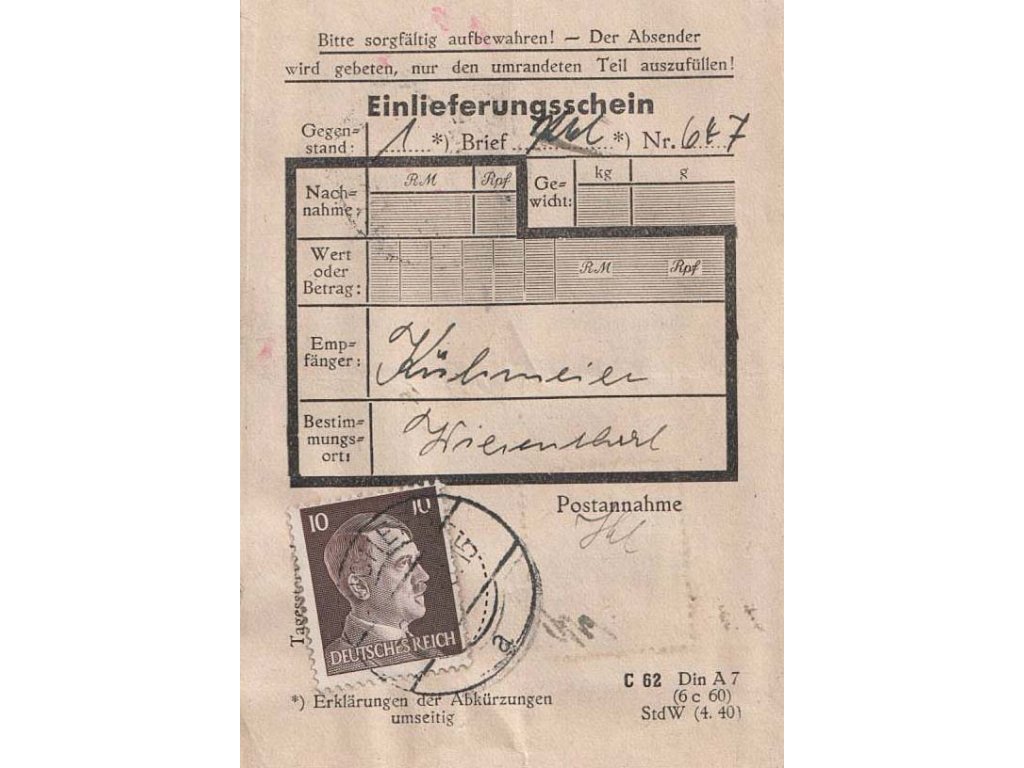 Bitte sorgfältig aufbewahren! — Der Absender
wird gebeten, nur den umrandeten Teil auszufüllen!
Einlieferungsschein
Gegen=
stand: 1 *) Brief *) Nr. 647
Nach=
nahme:
RM Rpf
Ge=
wicht:
kg g
Wert
oder
Betrag:
RM Rpf
Emp=
fänger:
Kühmeier
Bestim=
mungs=
ort:
Wiesenthal
Postannahme
10 10
DEUTSCHES REICH
a
C 62 Din A 7
(6 c 60)
StdW (4. 40)
*) Erklärungen der Abkürzungen
umseitig